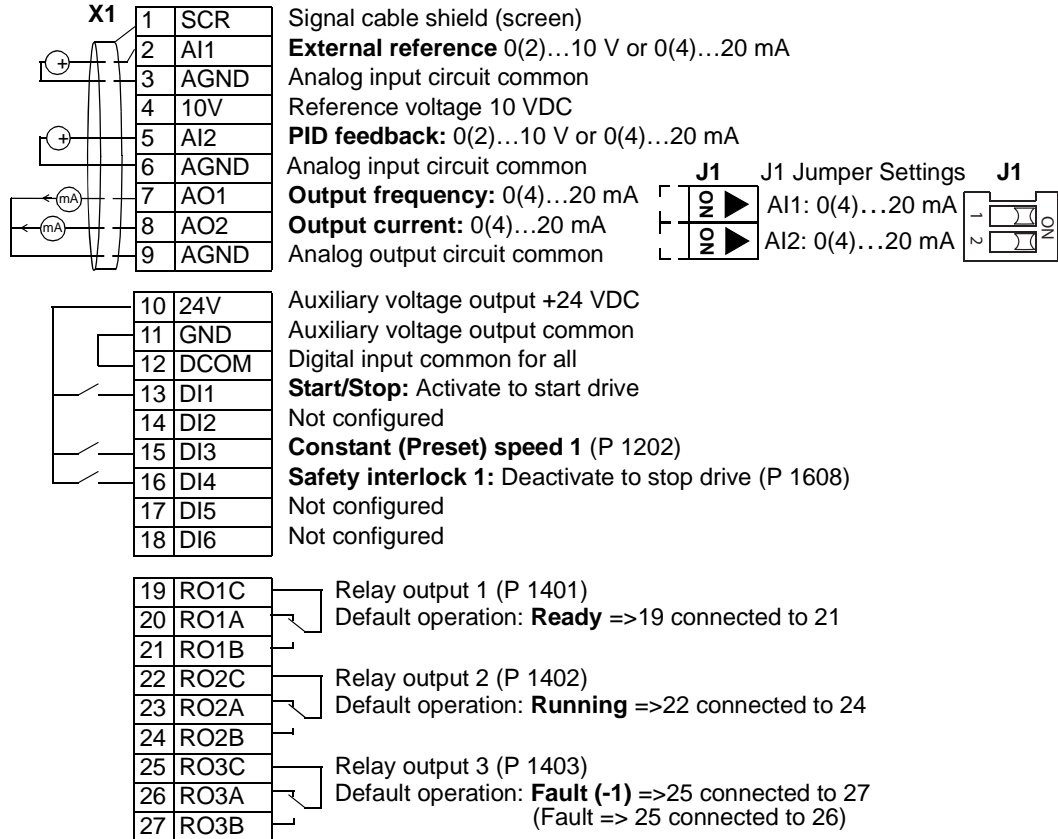 X1
1 SCR Signal cable shield (screen)
2 AI1 External reference 0(2)…10 V or 0(4)…20 mA
3 AGND Analog input circuit common
4 10V Reference voltage 10 VDC
5 AI2 PID feedback: 0(2)…10 V or 0(4)…20 mA
6 AGND Analog input circuit common
7 AO1 Output frequency: 0(4)…20 mA
8 AO2 Output current: 0(4)…20 mA
9 AGND Analog output circuit common
+
+
mA
mA
J1 J1 Jumper Settings J1
ON AI1: 0(4)…20 mA
ON AI2: 0(4)…20 mA
1
2
ON
10 24V Auxiliary voltage output +24 VDC
11 GND Auxiliary voltage output common
12 DCOM Digital input common for all
13 DI1 Start/Stop: Activate to start drive
14 DI2 Not configured
15 DI3 Constant (Preset) speed 1 (P 1202)
16 DI4 Safety interlock 1: Deactivate to stop drive (P 1608)
17 DI5 Not configured
18 DI6 Not configured
19 RO1C Relay output 1 (P 1401)
20 RO1A Default operation: Ready =>19 connected to 21
21 RO1B
22 RO2C Relay output 2 (P 1402)
23 RO2A Default operation: Running =>22 connected to 24
24 RO2B
25 RO3C Relay output 3 (P 1403)
26 RO3A Default operation: Fault (-1) =>25 connected to 27
27 RO3B (Fault => 25 connected to 26)